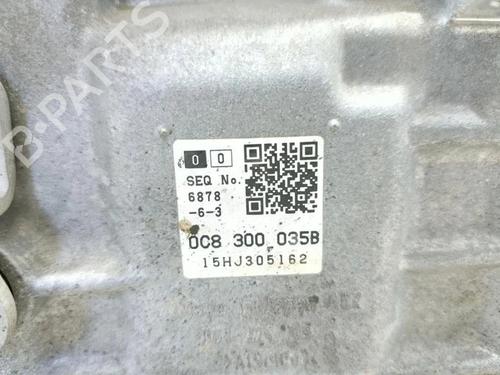 B-PARTS
0 0
SEQ No.
6878
-6-3
0C8 300 035B
15HJ305162